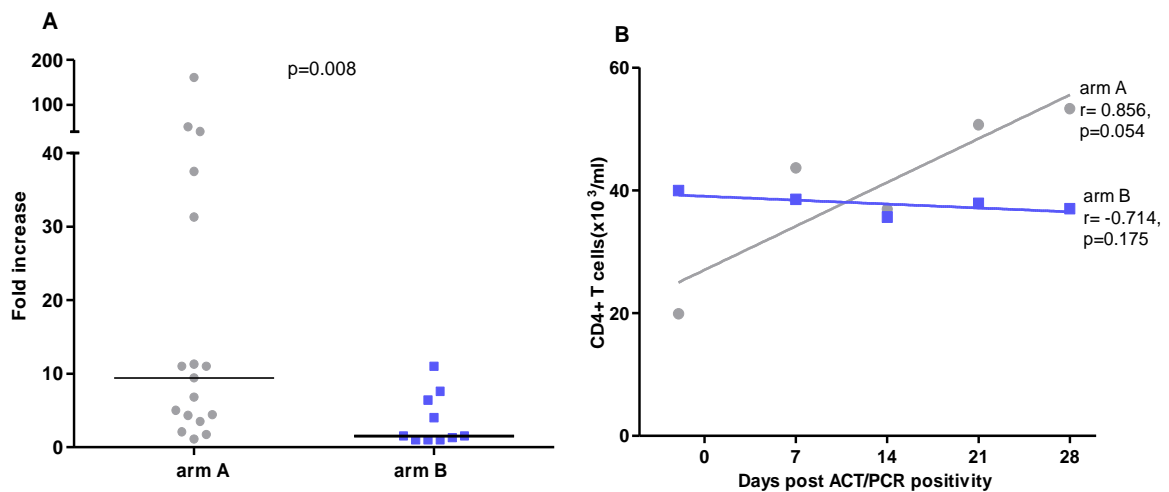 A
200
100
40
30
20
10
0
Fold increase
p=0.008
arm A
arm B
B
60
40
20
0
CD4+ T cells(x10³/ml)
arm A
r= 0.856,
p=0.054
arm B
r= -0.714,
p=0.175
0 7 14 21 28
Days post ACT/PCR positivity